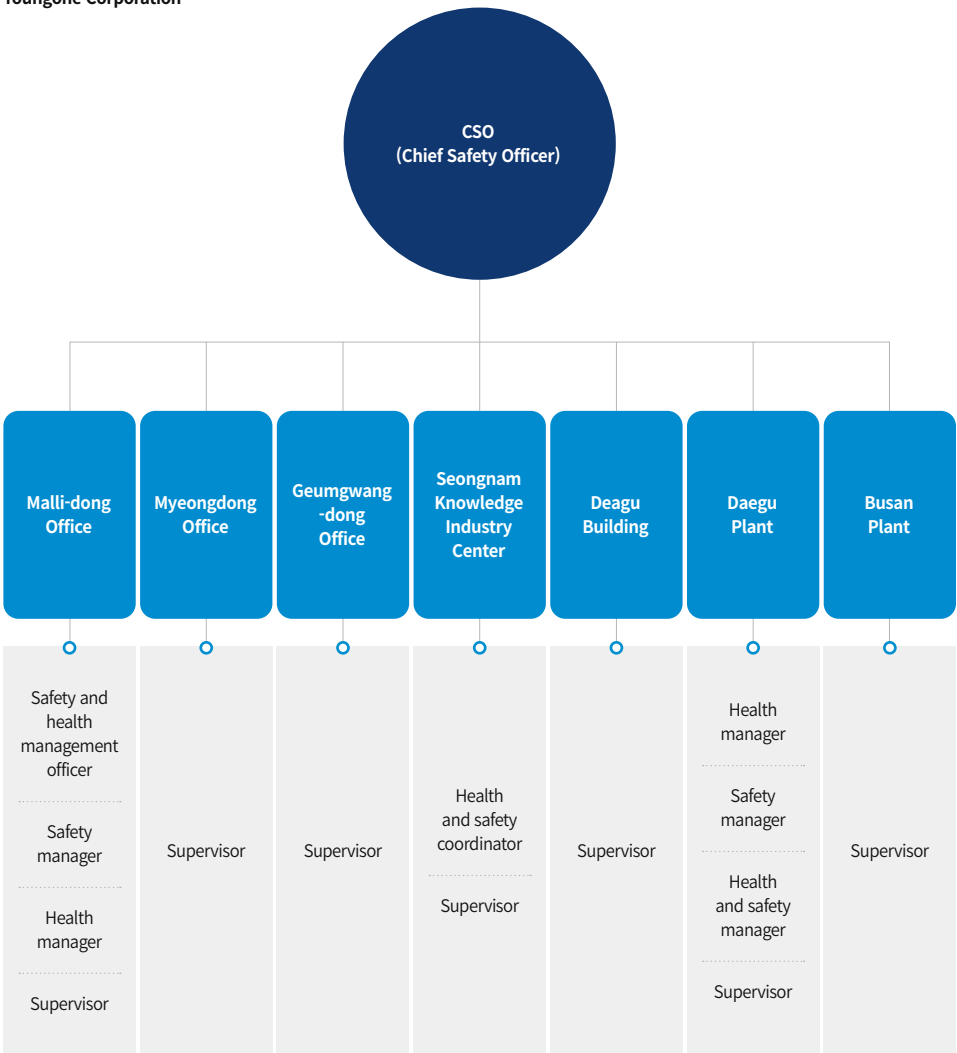 Youngone Corporation
CSO
(Chief Safety Officer)
Malli-dong
Office
Myeongdong
Office
Geumgwang
-dong
Office
Seongnam
Knowledge
Industry
Center
Deagu
Building
Daegu
Plant
Busan
Plant
Safety and
health
management
officer
Safety
manager
Health
manager
Supervisor
Supervisor
Supervisor
Health
and safety
coordinator
Supervisor
Supervisor
Health
manager
Safety
manager
Health
and safety
manager
Supervisor
Supervisor